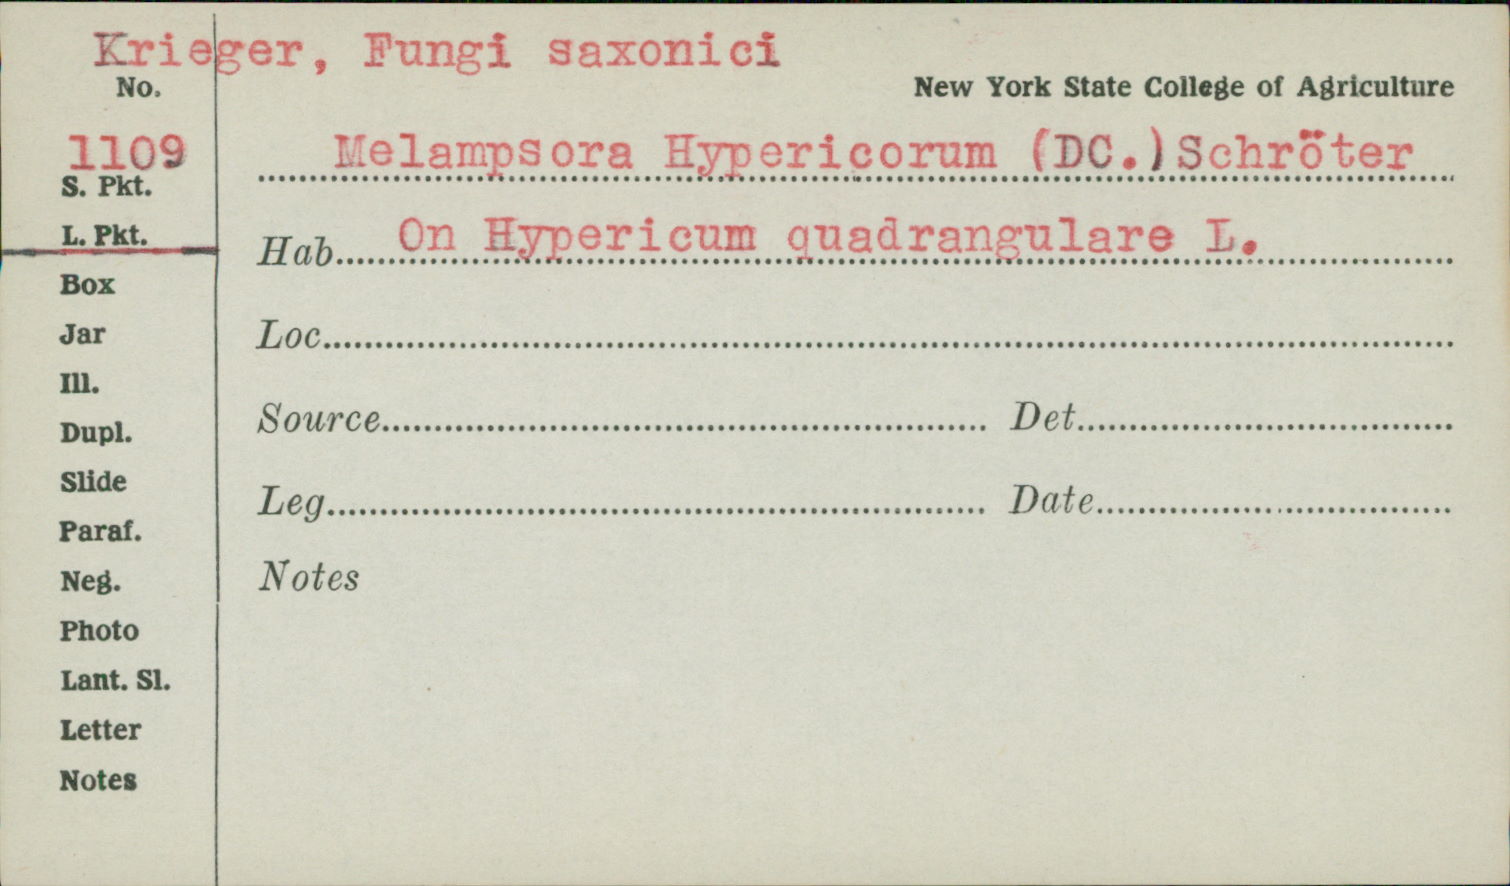 Krieger, Fungi saxonici
No.
New York State College of Agriculture
1109
Melampsora Hypericorum (DC.)Schröter
S. Pkt.
L. Pkt.
Hab. On Hypericum quadrangulare L.
Box
Jar
Loc.
Ill.
Dupl.
Source Det.
Slide
Leg. Date
Paraf.
Neg.
Notes
Photo
Lant. Sl.
Letter
Notes